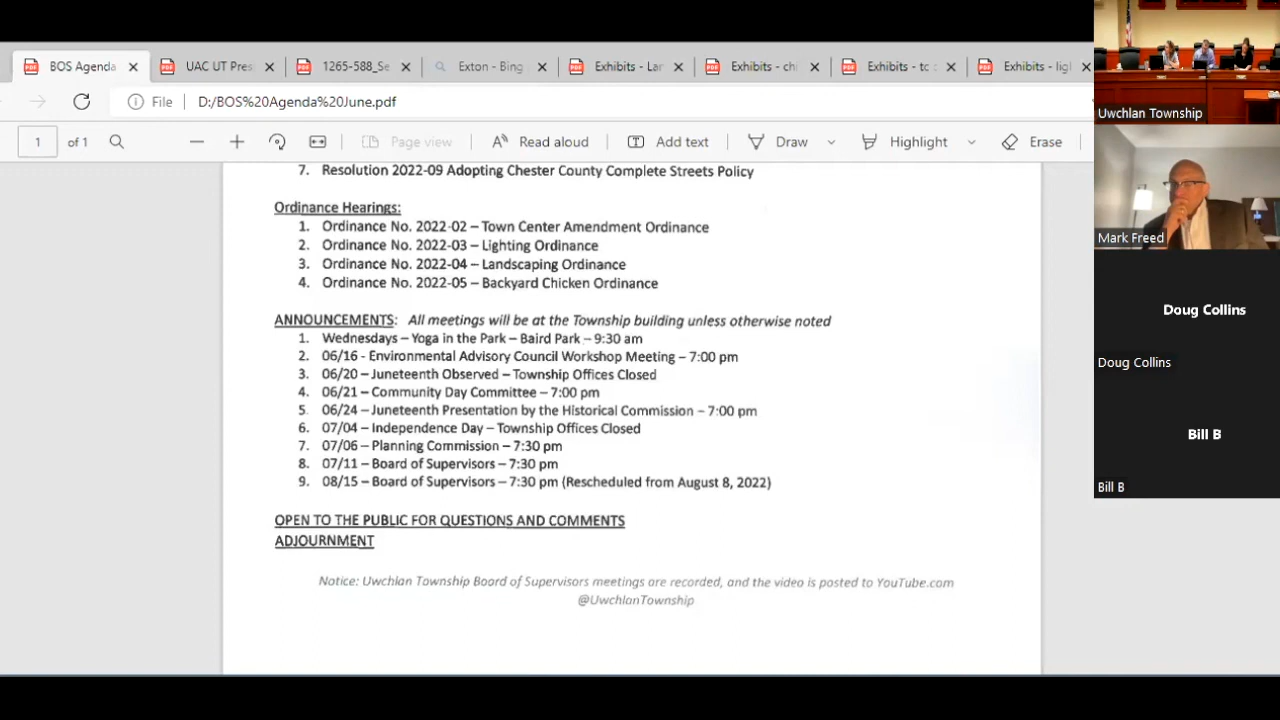 BOS Agenda
UAC UT Pres
1265-588_Se
Exton - Bing
Exhibits - Lar
Exhibits - ch
Exhibits - tc
Exhibits - ligl
File
D:/BOS%20Agenda%20June.pdf
1 of 1
Page view
Read aloud
Add text
Draw
Highlight
Erase
7. Resolution 2022-09 Adopting Chester County Complete Streets Policy
Ordinance Hearings:
1. Ordinance No. 2022-02 – Town Center Amendment Ordinance
2. Ordinance No. 2022-03 – Lighting Ordinance
3. Ordinance No. 2022-04 – Landscaping Ordinance
4. Ordinance No. 2022-05 – Backyard Chicken Ordinance
ANNOUNCEMENTS: All meetings will be at the Township building unless otherwise noted
1. Wednesdays – Yoga in the Park – Baird Park – 9:30 am
2. 06/16 - Environmental Advisory Council Workshop Meeting – 7:00 pm
3. 06/20 – Juneteenth Observed – Township Offices Closed
4. 06/21 – Community Day Committee – 7:00 pm
5. 06/24 – Juneteenth Presentation by the Historical Commission – 7:00 pm
6. 07/04 – Independence Day – Township Offices Closed
7. 07/06 – Planning Commission – 7:30 pm
8. 07/11 – Board of Supervisors – 7:30 pm
9. 08/15 – Board of Supervisors – 7:30 pm (Rescheduled from August 8, 2022)
OPEN TO THE PUBLIC FOR QUESTIONS AND COMMENTS
ADJOURNMENT
Notice: Uwchlan Township Board of Supervisors meetings are recorded, and the video is posted to YouTube.com
@UwchlanTownship
Uwchlan Township
Mark Freed
Doug Collins
Doug Collins
Bill B
Bill B